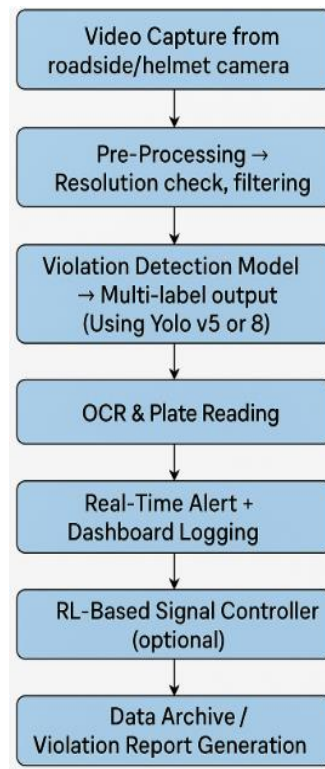 Video Capture from
roadside/helmet camera
Pre-Processing →
Resolution check, filtering
Violation Detection Model
→ Multi-label output
(Using Yolo v5 or 8)
OCR & Plate Reading
Real-Time Alert +
Dashboard Logging
RL-Based Signal Controller
(optional)
Data Archive /
Violation Report Generation